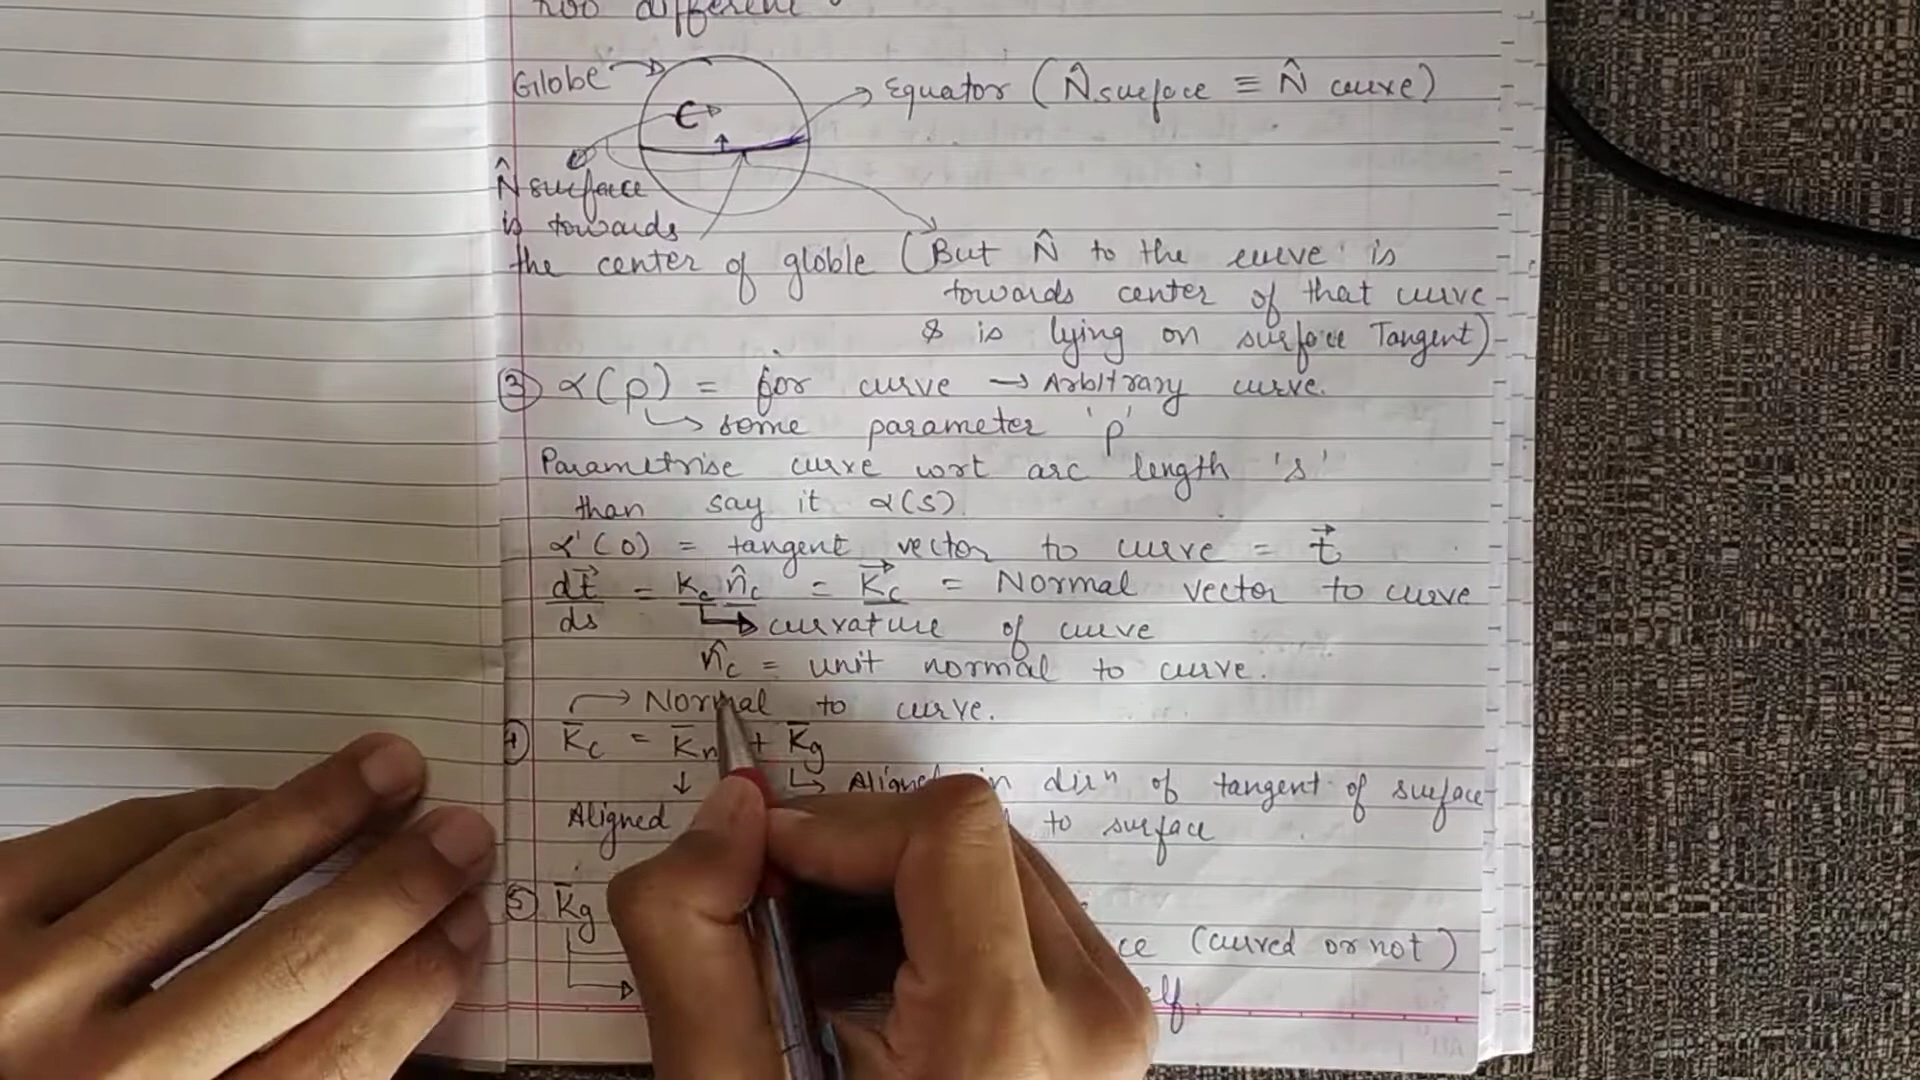 too different
Globe → Equator (N̂ surface ≡ N̂ curve)
C
N̂ surface
is towards
the center of globle (But N̂ to the curve is
towards center of that curve
& is lying on surface Tangent)
③ α(p) = for curve → Arbitrary curve.
↳ some parameter 'p'
Parametrise curve wrt arc length 's'
than say it α(s).
α'(0) = tangent vector to curve = t⃗
dt⃗/ds = Kc n̂c = K⃗c = Normal vector to curve
→ curvature of curve
n̂c = unit normal to curve.
→ Normal to curve.
④ K̄c = K̄n + K̄g
↓ ↳ Aligned in dirⁿ of tangent of surface
Aligned to surface
⑤ K̄g
(curved or not)